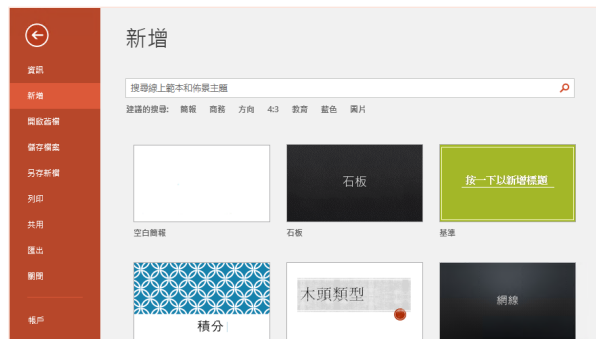 新增
資訊
新增
開啟舊檔
儲存檔案
另存新檔
列印
共用
匯出
關閉
帳戶
搜尋線上範本和佈景主題
建議的搜尋: 簡報 商務 方向 4:3 教育 藍色 圖片
石板
按一下以新增標題
空白簡報
石板
基準
積分
木頭類型
網線